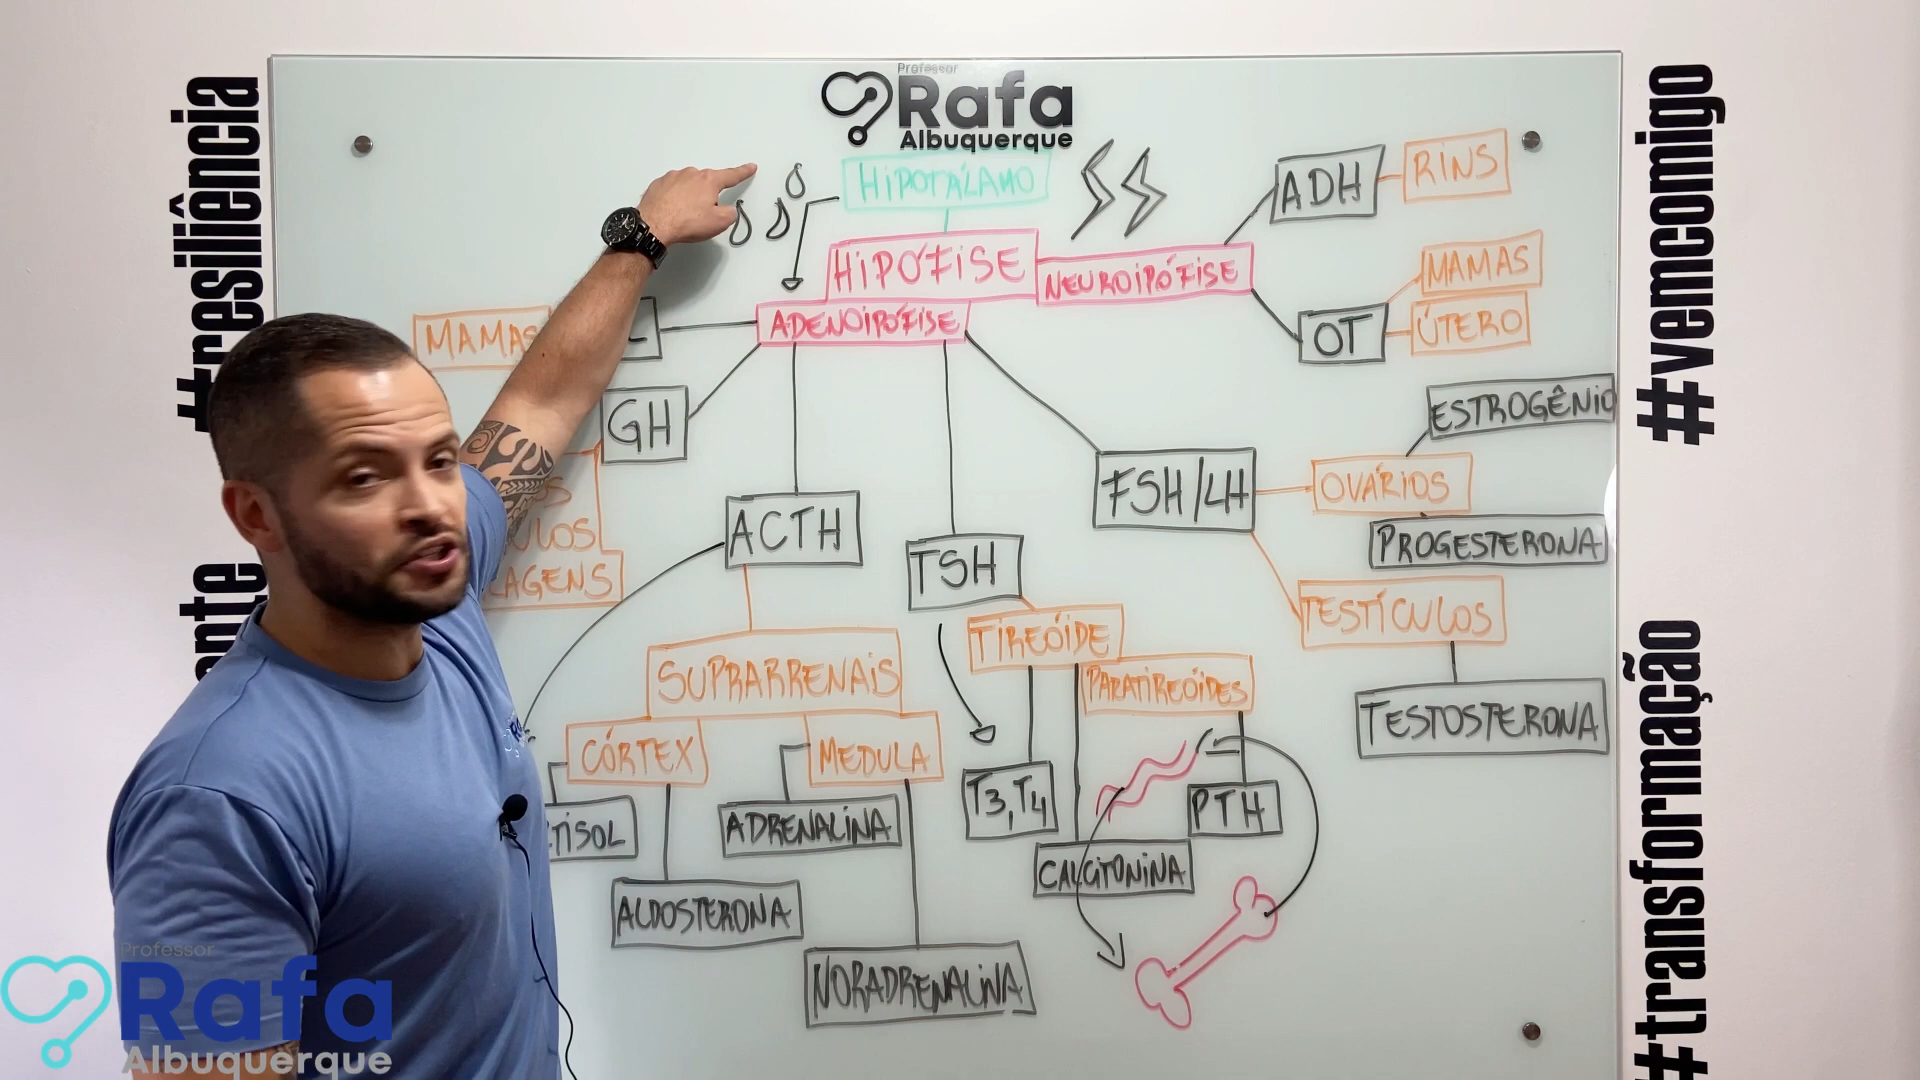 Professor
Rafa
Albuquerque
#resiliência
#vemcomigo
#transformação
HIPOTÁLAMO
HIPÓFISE
NEUROIPÓFISE
ADENOIPÓFISE
ADH
RINS
OT
MAMAS
ÚTERO
MAMAS
GH
LAGENS
ACTH
SUPRARRENAIS
CÓRTEX
MEDULA
ALDOSTERONA
ADRENALINA
NORADRENALINA
TSH
TIREÓIDE
PARATIREÓIDES
T3,T4
CALCITONINA
PTH
FSH/LH
OVÁRIOS
ESTROGÊNIO
PROGESTERONA
TESTÍCULOS
TESTOSTERONA
Professor
Rafa
Albuquerque